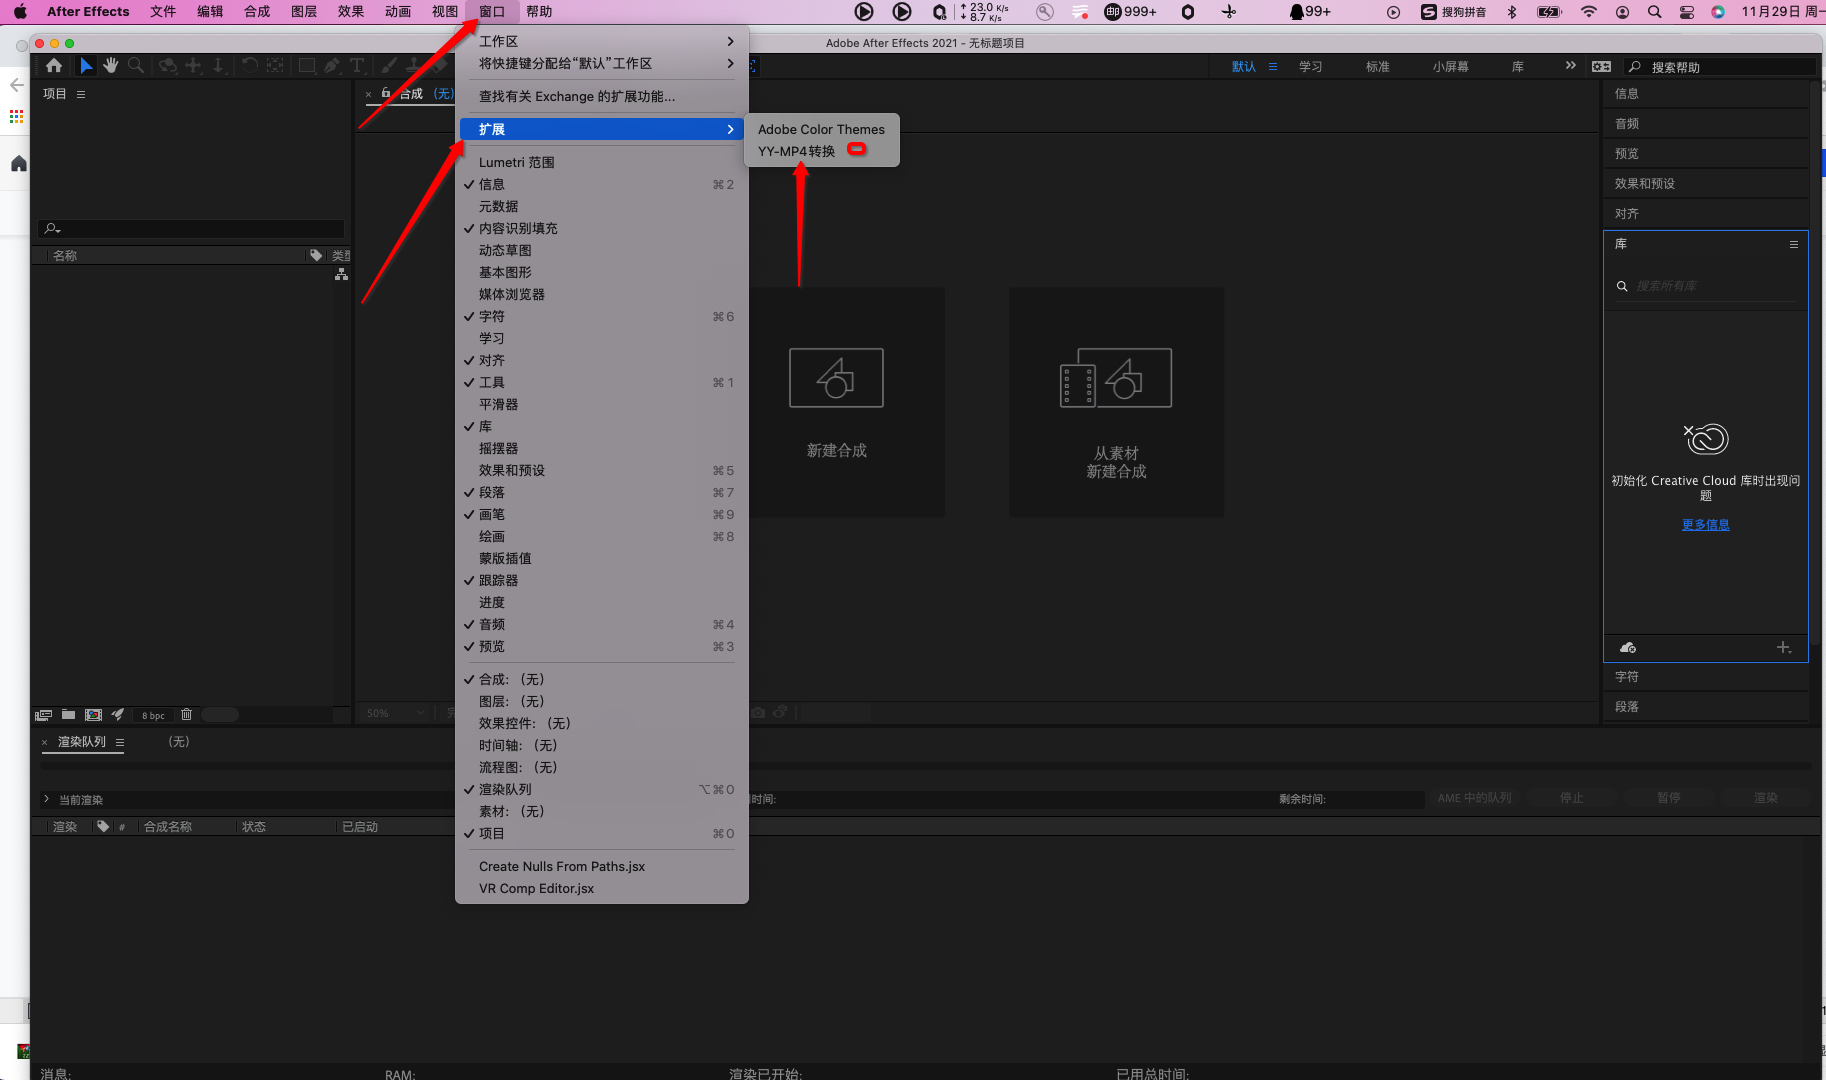 After Effects 文件 编辑 合成 图层 效果 动画 视图 窗口 帮助
23.0 K/s
8.7 K/s
999+
99+
搜狗拼音
11月29日 周一
Adobe After Effects 2021 - 无标题项目
默认 学习 标准 小屏幕 库
搜索帮助
项目
名称
类型
8 bpc
合成 (无)
工作区
将快捷键分配给“默认”工作区
查找有关 Exchange 的扩展功能...
扩展
Adobe Color Themes
YY-MP4转换
Lumetri 范围
信息 ⌘2
元数据
内容识别填充
动态草图
基本图形
媒体浏览器
字符 ⌘6
学习
对齐
工具 ⌘1
平滑器
库
摇摆器
效果和预设 ⌘5
段落 ⌘7
画笔 ⌘9
绘画 ⌘8
蒙版插值
跟踪器
进度
音频 ⌘4
预览 ⌘3
合成: (无)
图层: (无)
效果控件: (无)
时间轴: (无)
流程图: (无)
渲染队列 ⌥⌘0
素材: (无)
项目 ⌘0
Create Nulls From Paths.jsx
VR Comp Editor.jsx
新建合成
从素材
新建合成
50%
信息
音频
预览
效果和预设
对齐
库
搜索所有库
初始化 Creative Cloud 库时出现问
题
更多信息
字符
段落
渲染队列
(无)
当前渲染
时间:
剩余时间:
AME 中的队列 停止 暂停 渲染
渲染 # 合成名称 状态 已启动
消息: RAM: 渲染已开始: 已用总时间: